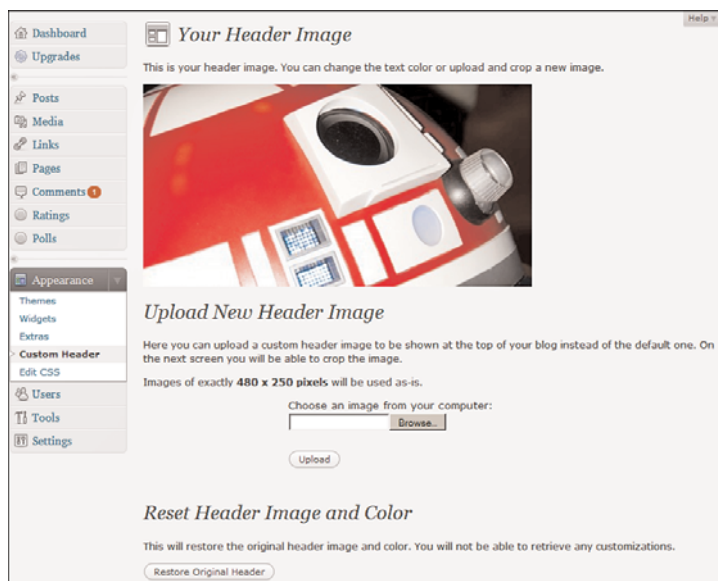 Help
Dashboard
Upgrades
Posts
Media
Links
Pages
Comments 1
Ratings
Polls
Appearance
Themes
Widgets
Extras
Custom Header
Edit CSS
Users
Tools
Settings
Your Header Image
This is your header image. You can change the text color or upload and crop a new image.
Upload New Header Image
Here you can upload a custom header image to be shown at the top of your blog instead of the default one. On
the next screen you will be able to crop the image.
Images of exactly 480 x 250 pixels will be used as-is.
Choose an image from your computer:
Browse...
Upload
Reset Header Image and Color
This will restore the original header image and color. You will not be able to retrieve any customizations.
Restore Original Header